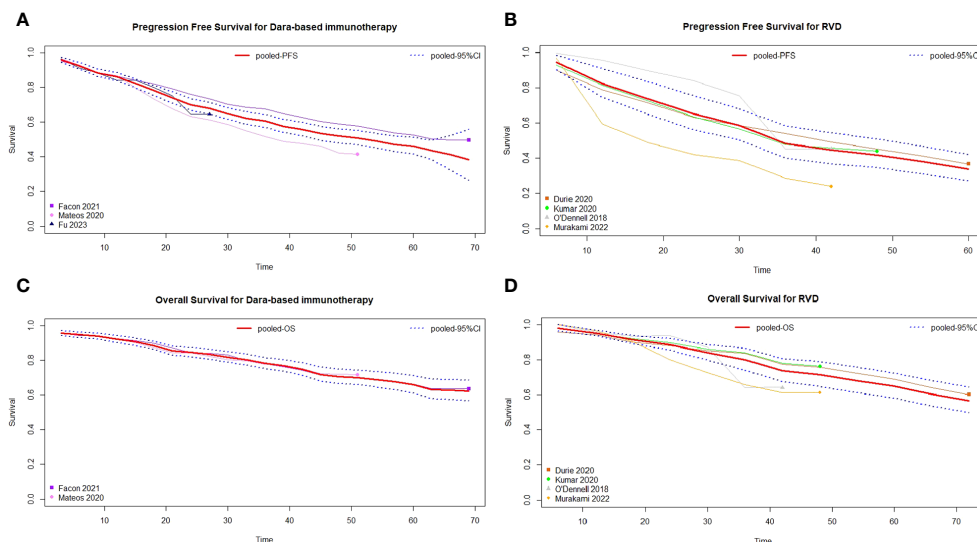 A
Pregression Free Survival for Dara-based immunotherapy
pooled-PFS
pooled-95%CI
Survival
0.0 0.2 0.4 0.6 0.8 1.0
Facon 2021
Mateos 2020
Fu 2023
10 20 30 40 50 60 70
Time
B
Pregression Free Survival for RVD
pooled-PFS
pooled-95%C
Survival
0.0 0.2 0.4 0.6 0.8 1.0
Durie 2020
Kumar 2020
O'Dennell 2018
Murakami 2022
10 20 30 40 50 60
Time
C
Overall Survival for Dara-based immunotherapy
pooled-OS
pooled-95%CI
Survival
0.0 0.2 0.4 0.6 0.8 1.0
Facon 2021
Mateos 2020
10 20 30 40 50 60 70
Time
D
Overall Survival for RVD
pooled-OS
pooled-95%C
Survival
0.0 0.2 0.4 0.6 0.8 1.0
Durie 2020
Kumar 2020
O'Dennell 2018
Murakami 2022
10 20 30 40 50 60 70
Time